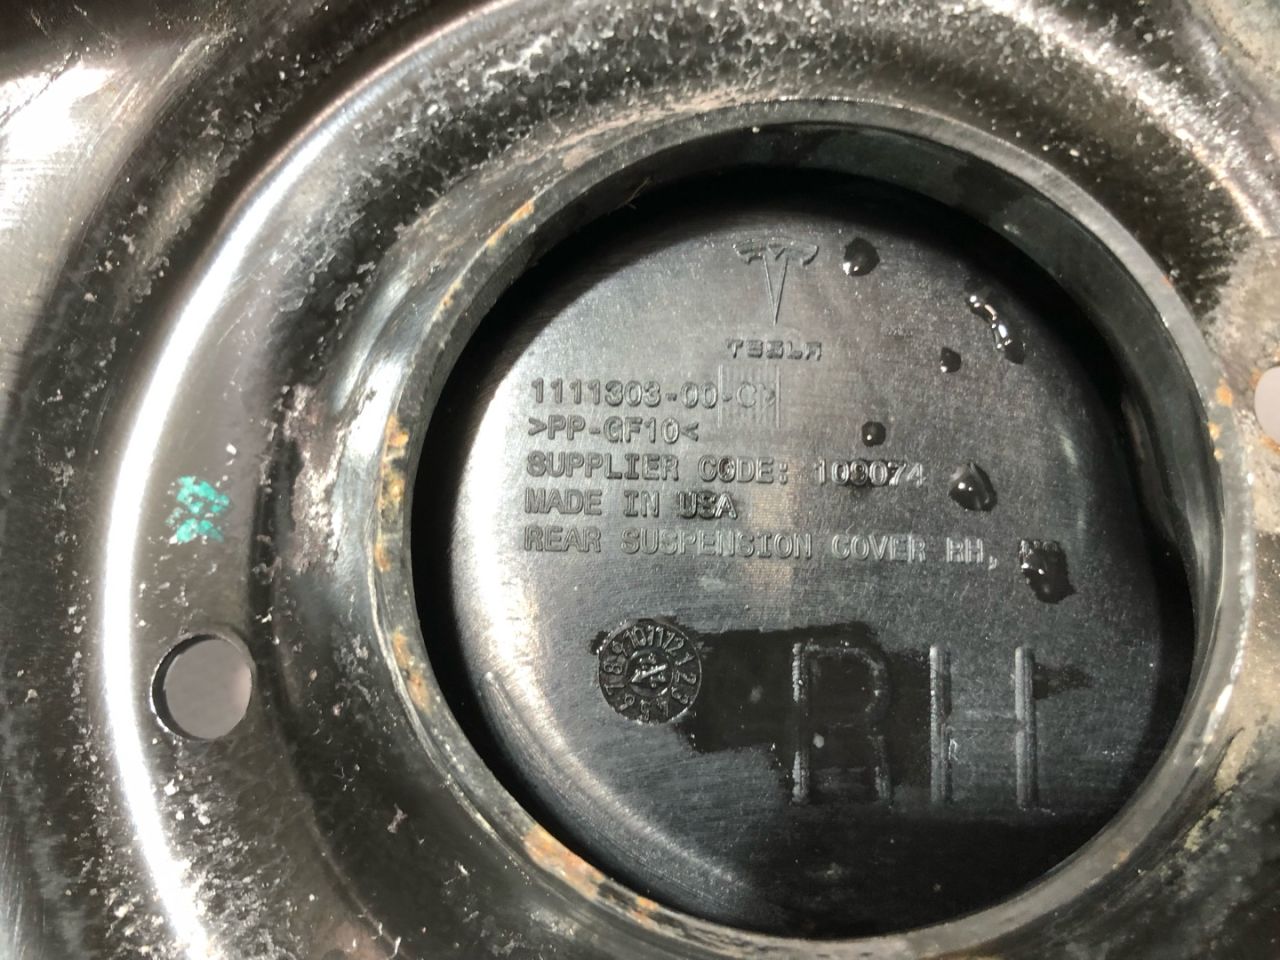 TESLA
1111303-00-C
>PP-GF10<
SUPPLIER CODE: 109074
MADE IN USA
REAR SUSPENSION COVER RH,
RH